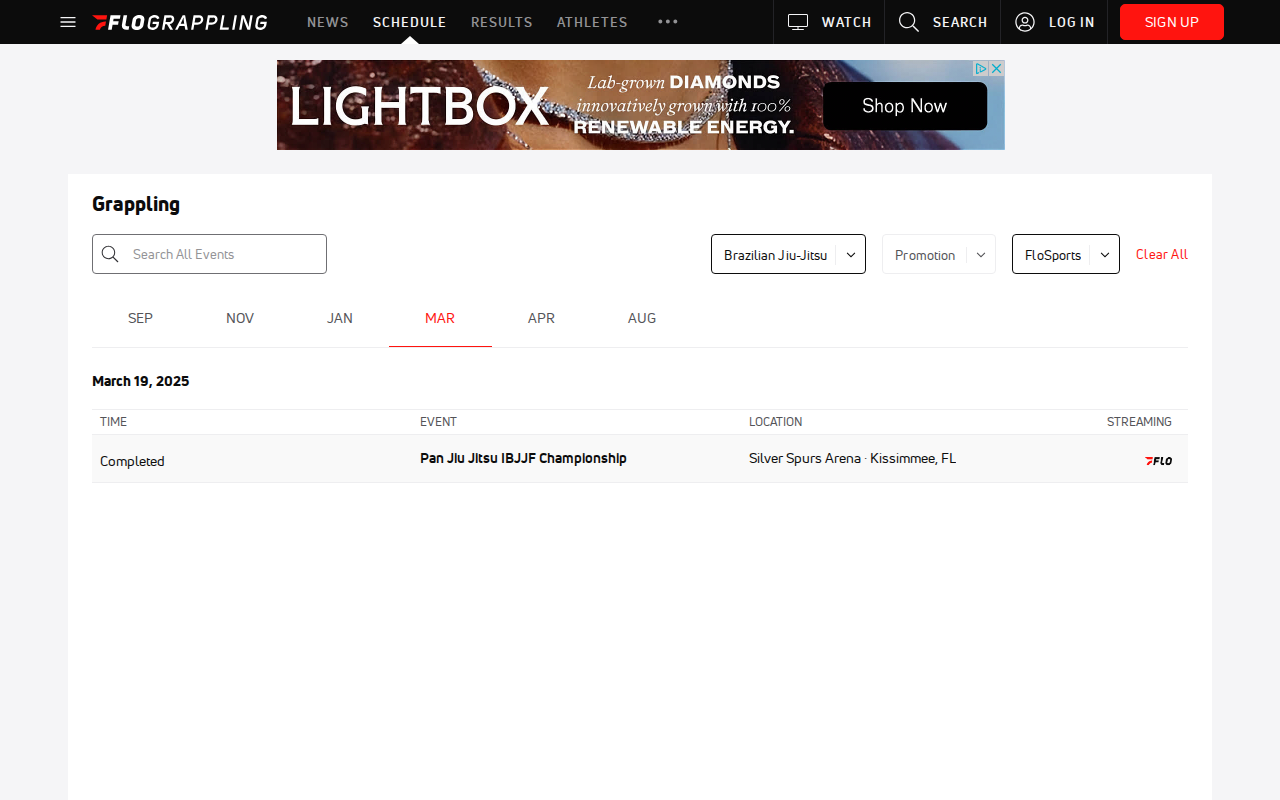 FLOGRAPPLING NEWS SCHEDULE RESULTS ATHLETES WATCH SEARCH LOG IN SIGN UP
LIGHTBOX
Lab-grown DIAMONDS
innovatively grown with 100%
RENEWABLE ENERGY.
Shop Now
Grappling
Search All Events Brazilian Jiu-Jitsu Promotion FloSports Clear All
SEP NOV JAN MAR APR AUG
March 19, 2025
TIME EVENT LOCATION STREAMING
Completed Pan Jiu Jitsu IBJJF Championship Silver Spurs Arena · Kissimmee, FL FLO